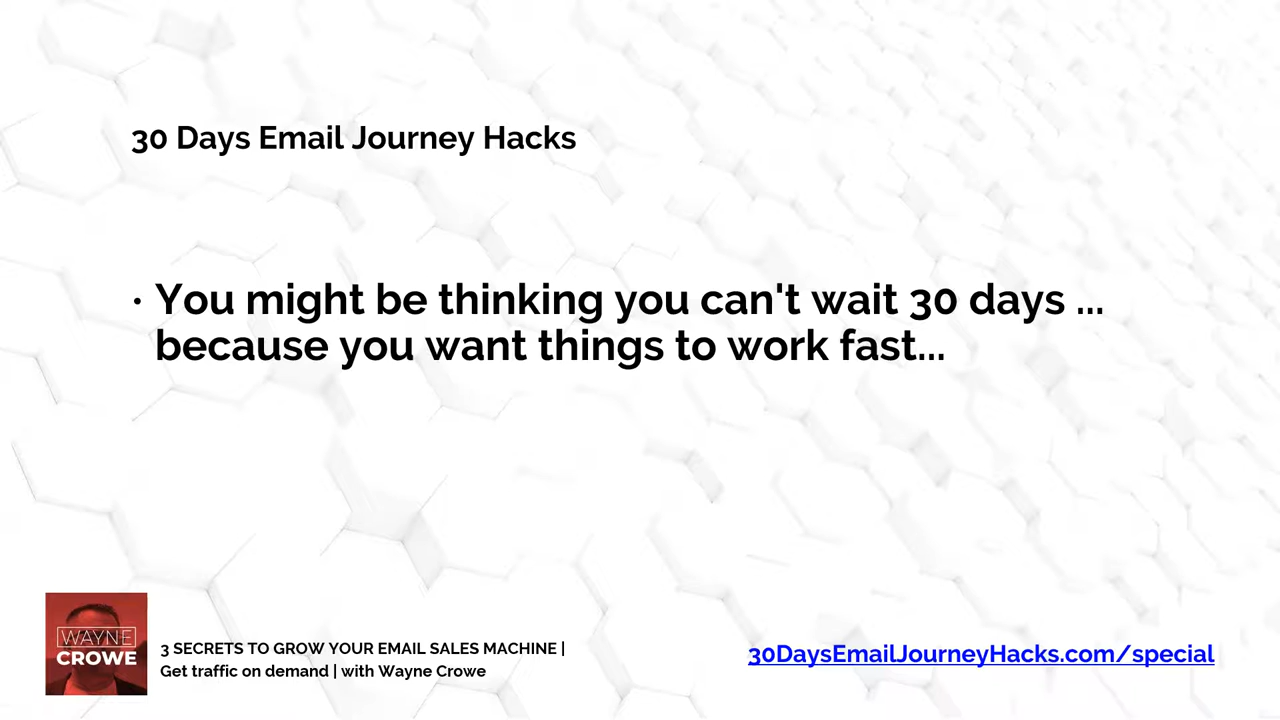 30 Days Email Journey Hacks
• You might be thinking you can't wait 30 days ...
because you want things to work fast...
WAYNE
CROWE
3 SECRETS TO GROW YOUR EMAIL SALES MACHINE |
Get traffic on demand | with Wayne Crowe
30DaysEmailJourneyHacks.com/special